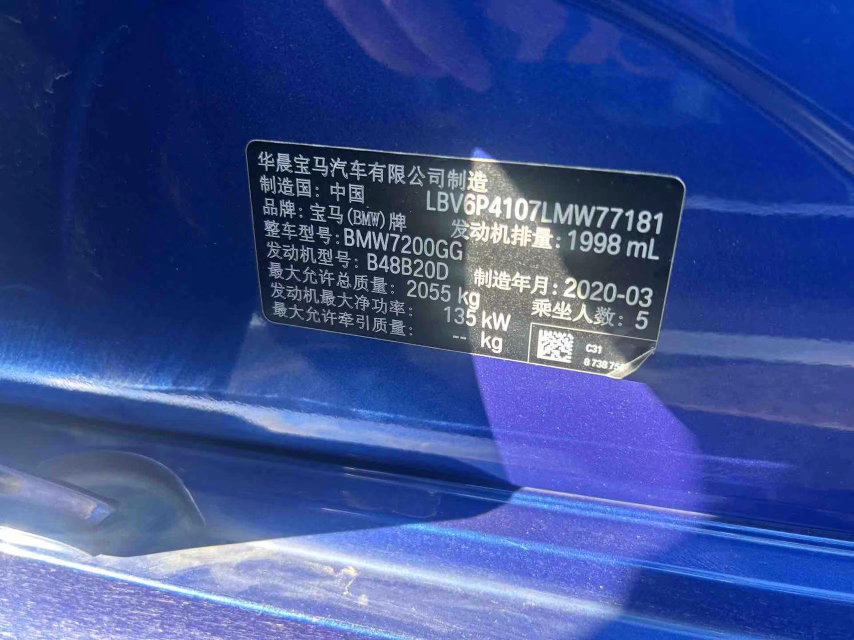 华晨宝马汽车有限公司制造
制造国: 中国 LBV6P4107LMW77181
品牌: 宝马(BMW)牌 发动机排量: 1998 mL
整车型号: BMW7200GG
发动机型号: B48B20D 制造年月: 2020-03
最大允许总质量: 2055 kg 乘坐人数: 5
发动机最大净功率: 135 kW
最大允许牵引质量: -- kg
C31
8 738